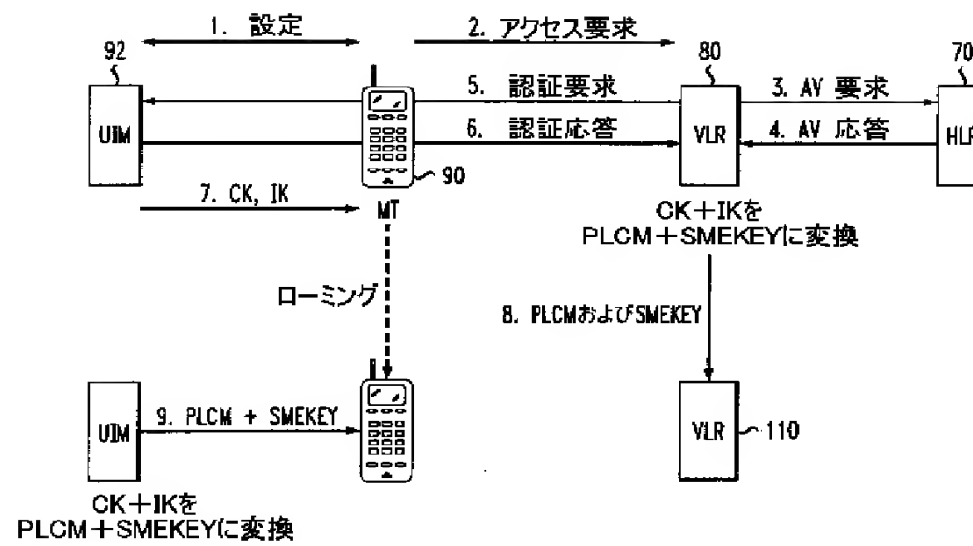 1. 設定
2. アクセス要求
92
80
70
5. 認証要求
3. AV 要求
UIM
6. 認証応答
VLR
4. AV 応答
HLR
90
7. CK, IK
MT
CK+IKを
PLCM+SMEKEYに変換
ローミング
8. PLCMおよびSMEKEY
UIM
9. PLCM + SMEKEY
VLR
110
CK+IKを
PLCM+SMEKEYに変換